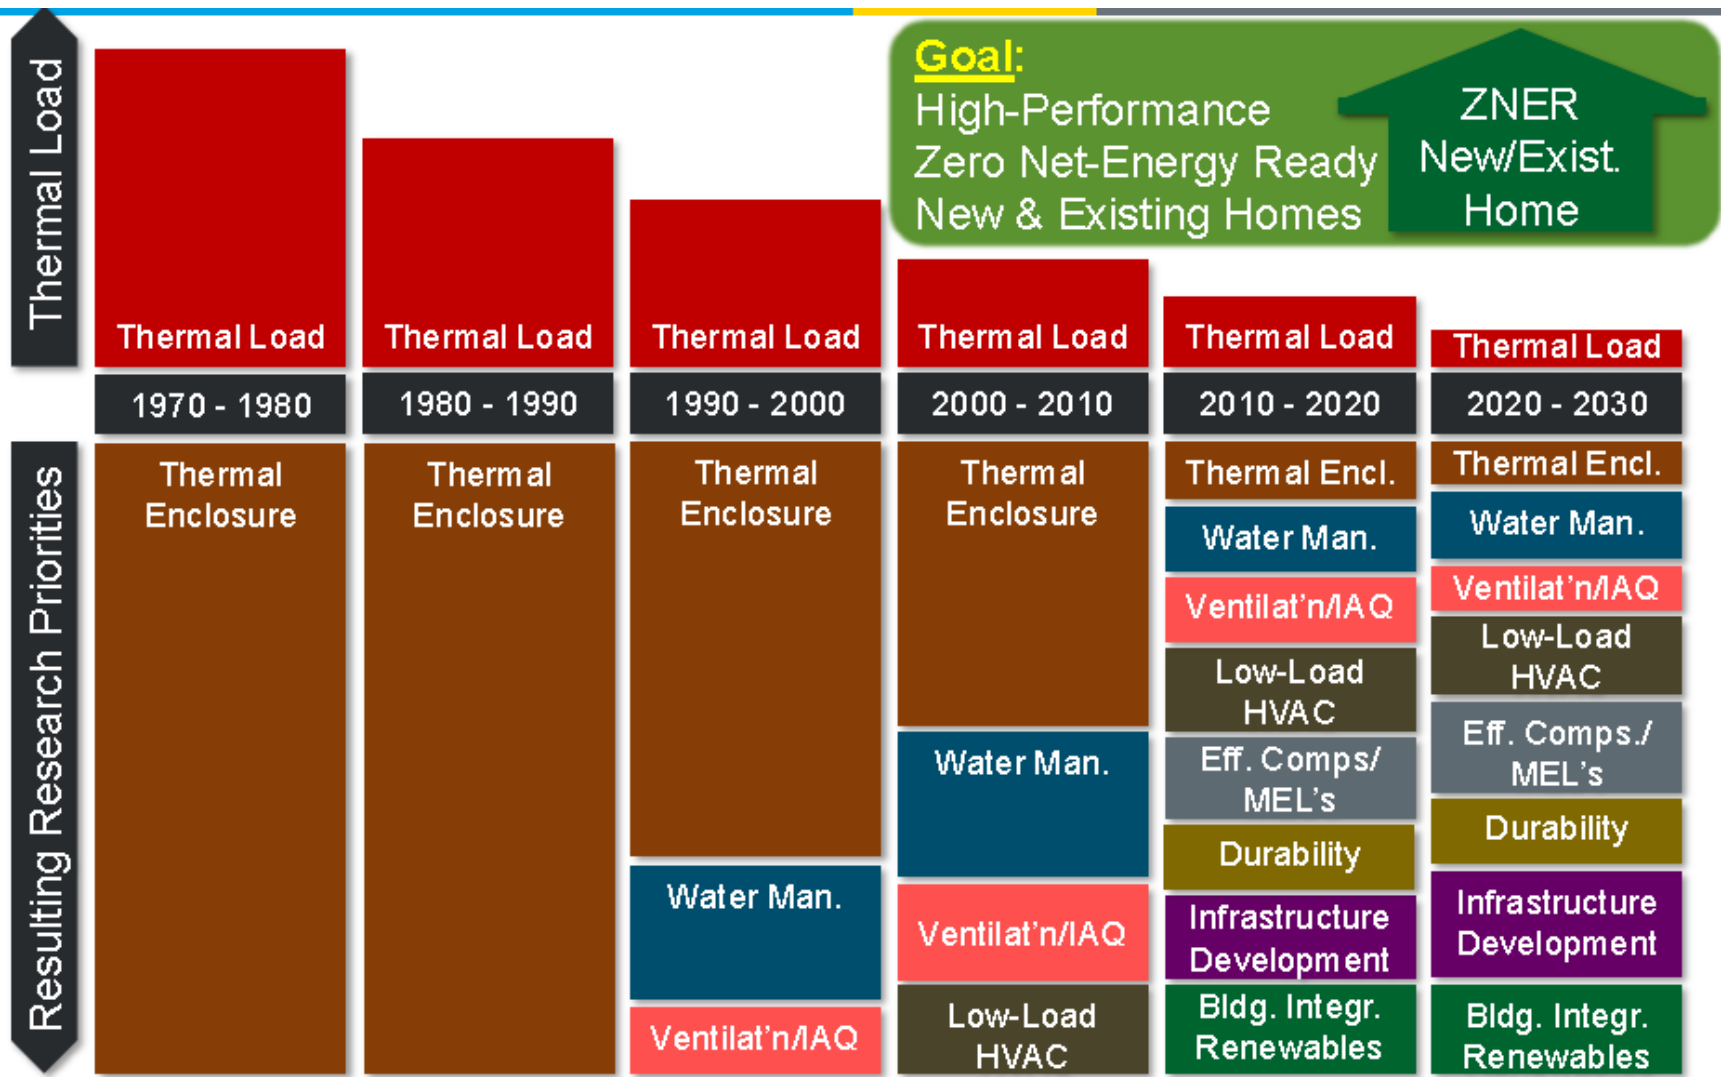 Thermal Load
Goal:
High-Performance
Zero Net-Energy Ready
New & Existing Homes
ZNER
New/Exist.
Home
Thermal Load
Thermal Load
Thermal Load
Thermal Load
Thermal Load
Thermal Load
1970 - 1980
1980 - 1990
1990 - 2000
2000 - 2010
2010 - 2020
2020 - 2030
Resulting Research Priorities
Thermal
Enclosure
Thermal
Enclosure
Thermal
Enclosure
Water Man.
Ventilat'n/IAQ
Thermal
Enclosure
Water Man.
Ventilat'n/IAQ
Low-Load
HVAC
Thermal Encl.
Water Man.
Ventilat'n/IAQ
Low-Load
HVAC
Eff. Comps/
MEL's
Durability
Infrastructure
Development
Bldg. Integr.
Renewables
Thermal Encl.
Water Man.
Ventilat'n/IAQ
Low-Load
HVAC
Eff. Comps./
MEL's
Durability
Infrastructure
Development
Bldg. Integr.
Renewables